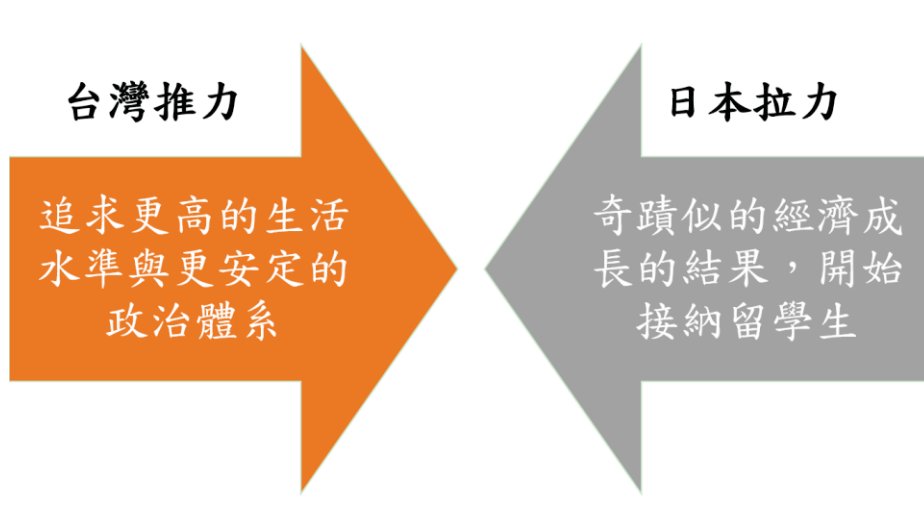 台灣推力
追求更高的生活
水準與更安定的
政治體系
日本拉力
奇蹟似的經濟成
長的結果，開始
接納留學生